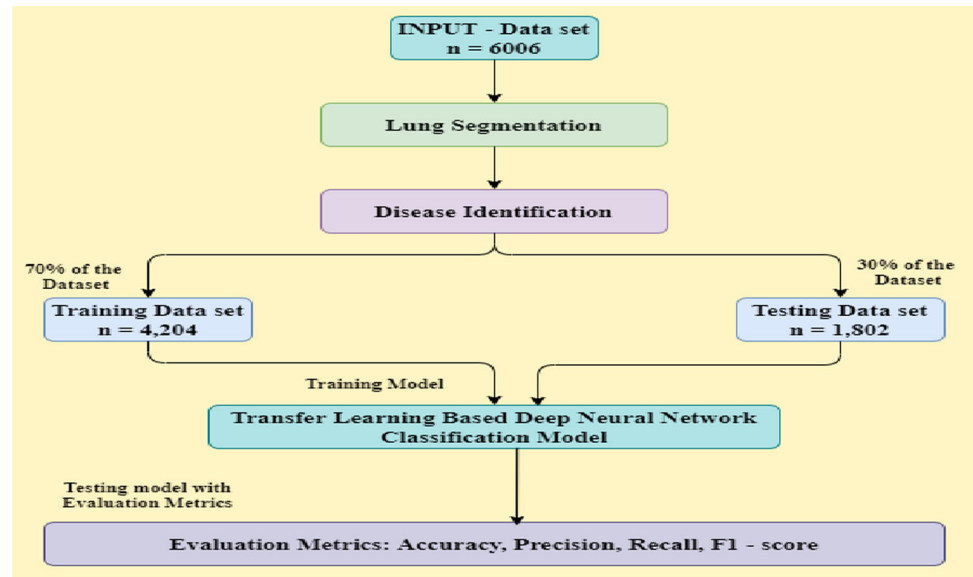 INPUT - Data set
n = 6006
Lung Segmentation
Disease Identification
70% of the
Dataset
30% of the
Dataset
Training Data set
n = 4,204
Testing Data set
n = 1,802
Training Model
Transfer Learning Based Deep Neural Network
Classification Model
Testing model with
Evaluation Metrics
Evaluation Metrics: Accuracy, Precision, Recall, F1 - score